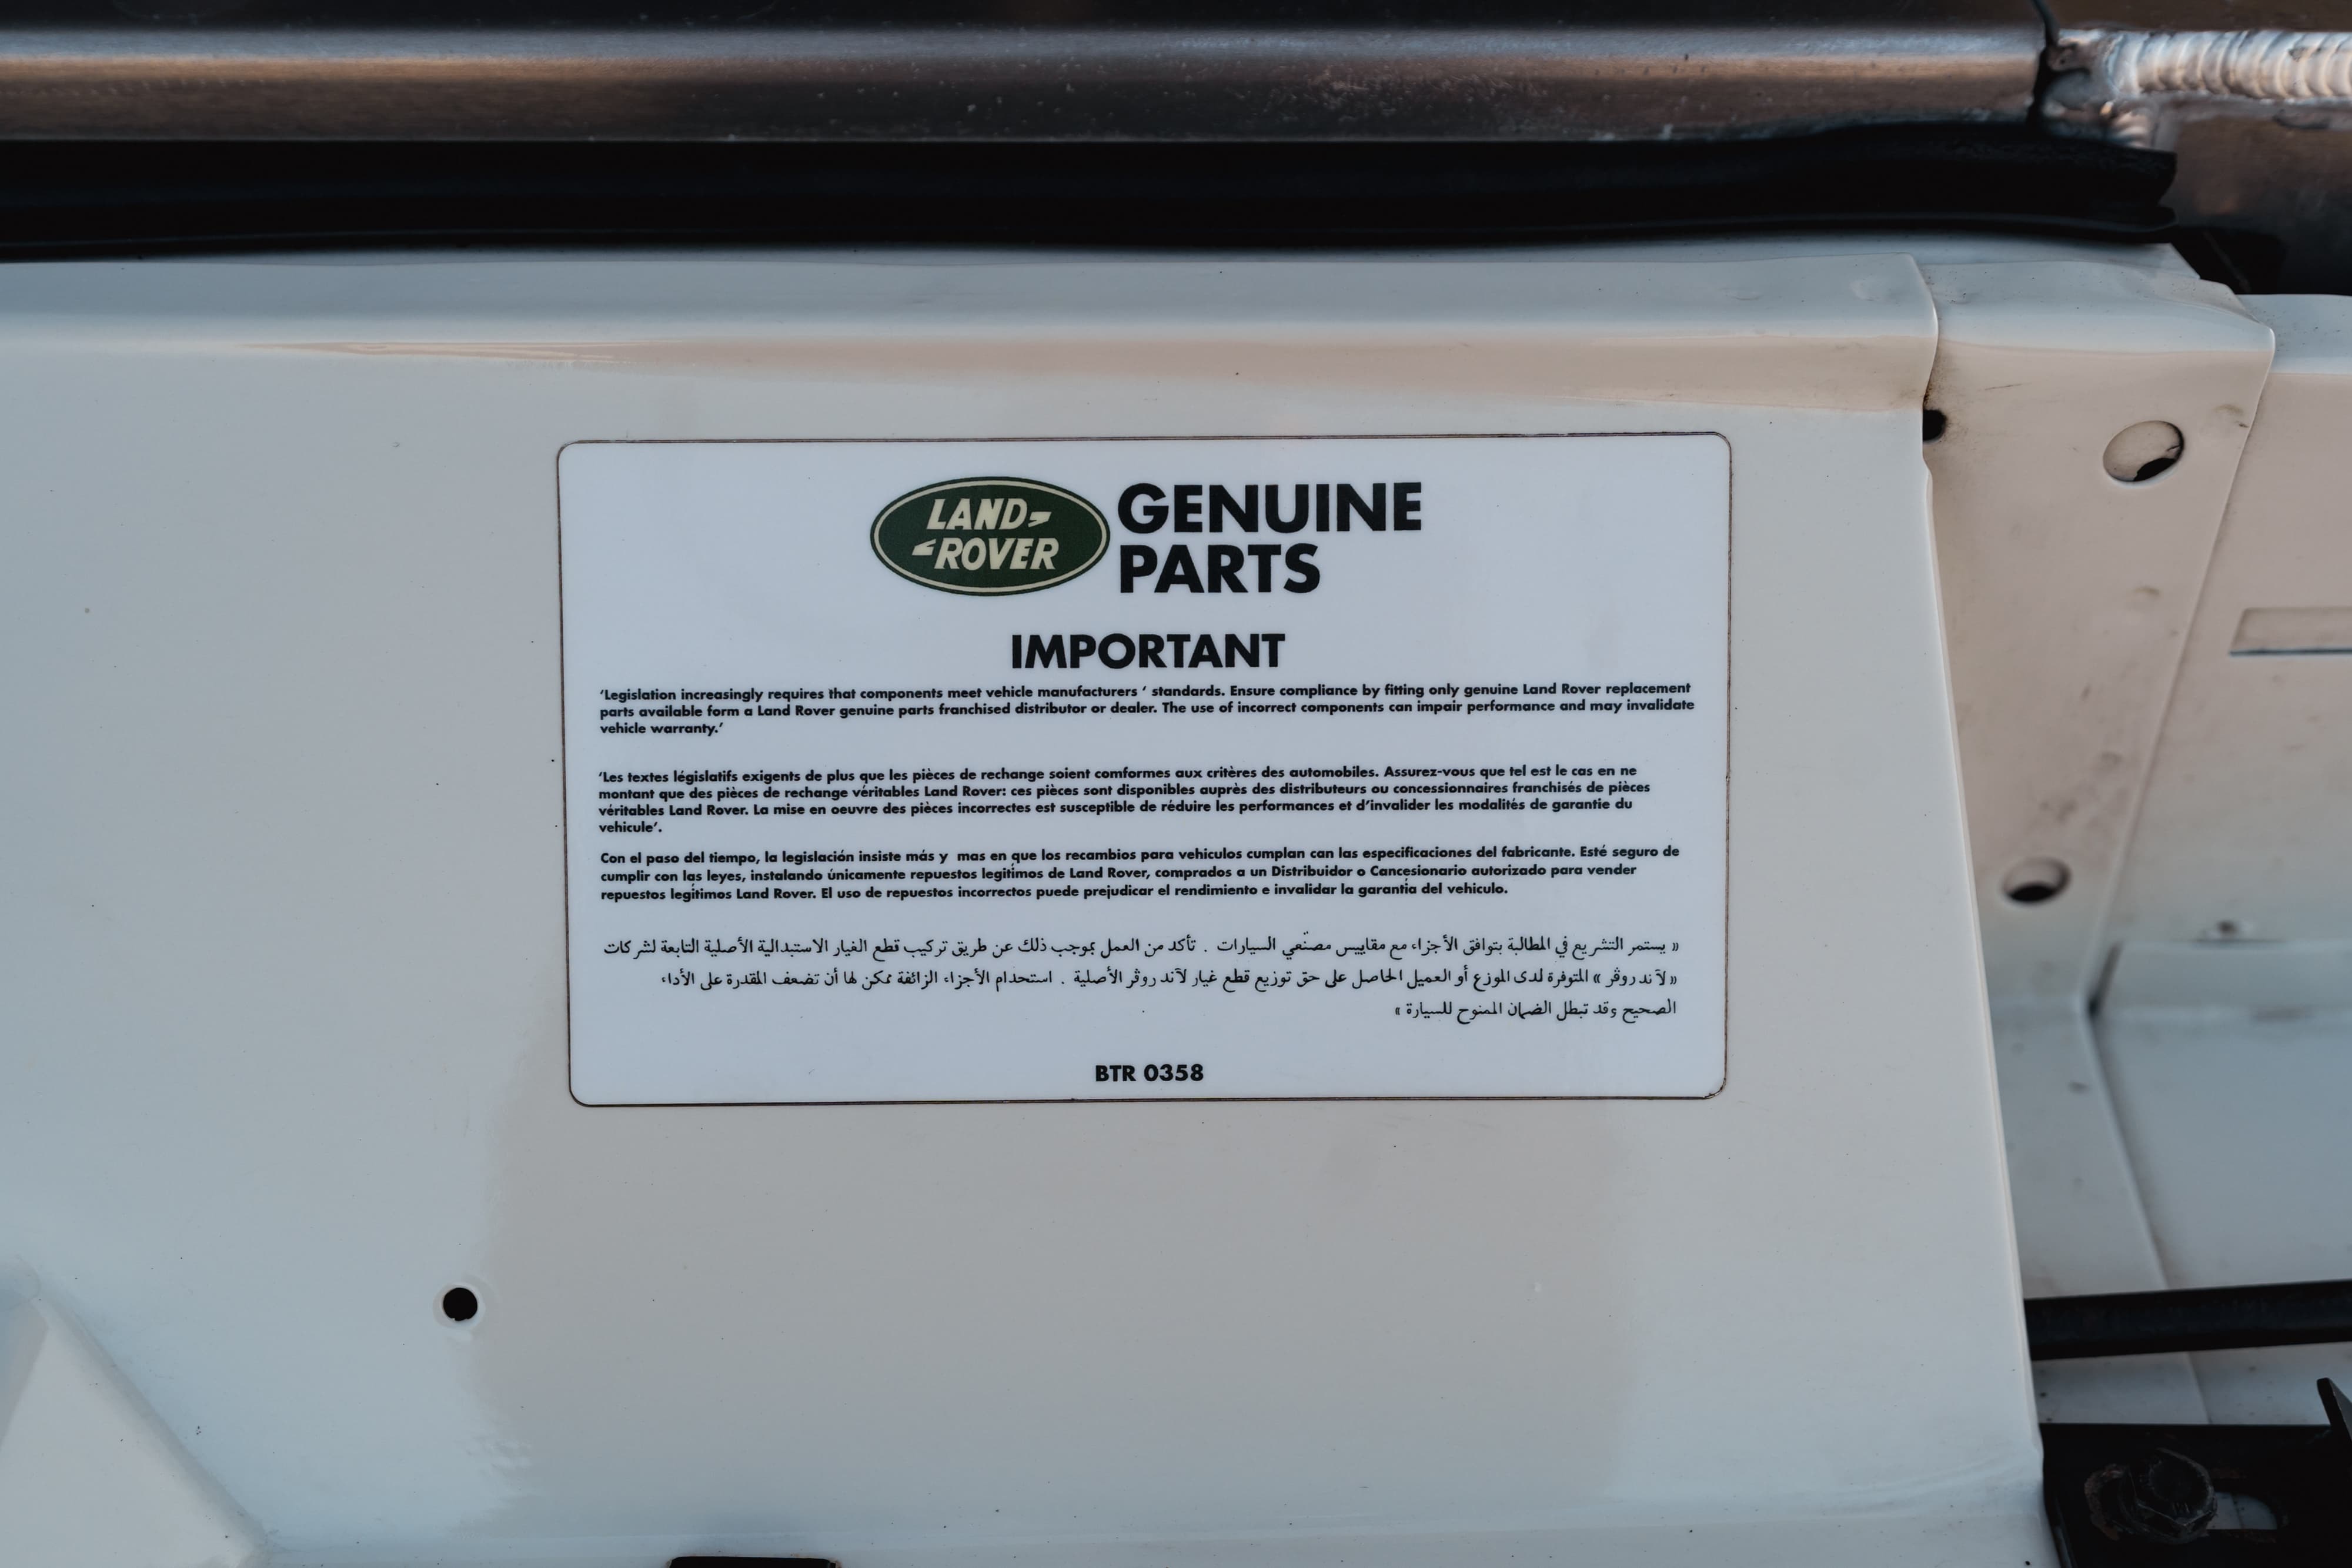 LAND
ROVER
GENUINE
PARTS
IMPORTANT
‘Legislation increasingly requires that components meet vehicle manufacturers ‘ standards. Ensure compliance by fitting only genuine Land Rover replacement
parts available form a Land Rover genuine parts franchised distributor or dealer. The use of incorrect components can impair performance and may invalidate
vehicle warranty.’
‘Les textes législatifs exigents de plus que les pièces de rechange soient comformes aux critères des automobiles. Assurez-vous que tel est le cas en ne
montant que des pièces de rechange véritables Land Rover: ces pièces sont disponibles auprès des distributeurs ou concessionnaires franchisés de pièces
véritables Land Rover. La mise en oeuvre des pièces incorrectes est susceptible de réduire les performances et d’invalider les modalités de garantie du
vehicule’.
Con el paso del tiempo, la legislación insiste más y mas en que los recambios para vehiculos cumplan can las especificaciones del fabricante. Esté seguro de
cumplir con las leyes, instalando únicamente repuestos legítimos de Land Rover, comprados a un Distribuidor o Cancesionario autorizado para vender
repuestos legítimos Land Rover. El uso de repuestos incorrectos puede prejudicar el rendimiento e invalidar la garantía del vehiculo.
« يستمر التشريع في المطالبة بتوافق الأجزاء مع مقاييس مصنّعي السيارات . تأكد من العمل بموجب ذلك عن طريق تركيب قطع الغيار الاستبدالية الأصلية التابعة لشركات
«لآند روڤر » المتوفرة لدى الموزع أو العميل الحاصل على حق توزيع قطع غيار لآند روڤر الأصلية . استحدام الأجزاء الزائفة ممكن لها أن تضعف المقدرة على الأداء
الصحيح وقد تبطل الضمان الممنوح للسيارة »
BTR 0358